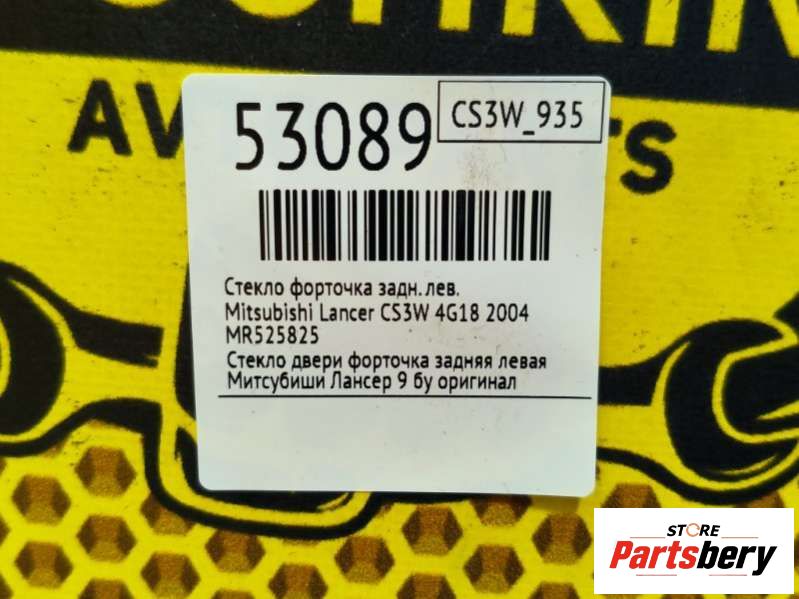 53089
CS3W_935
Стекло форточка задн.лев.
Mitsubishi Lancer CS3W 4G18 2004
MR525825
Стекло двери форточка задняя левая
Митсубиши Лансер 9 бу оригинал
STORE
Partsbery